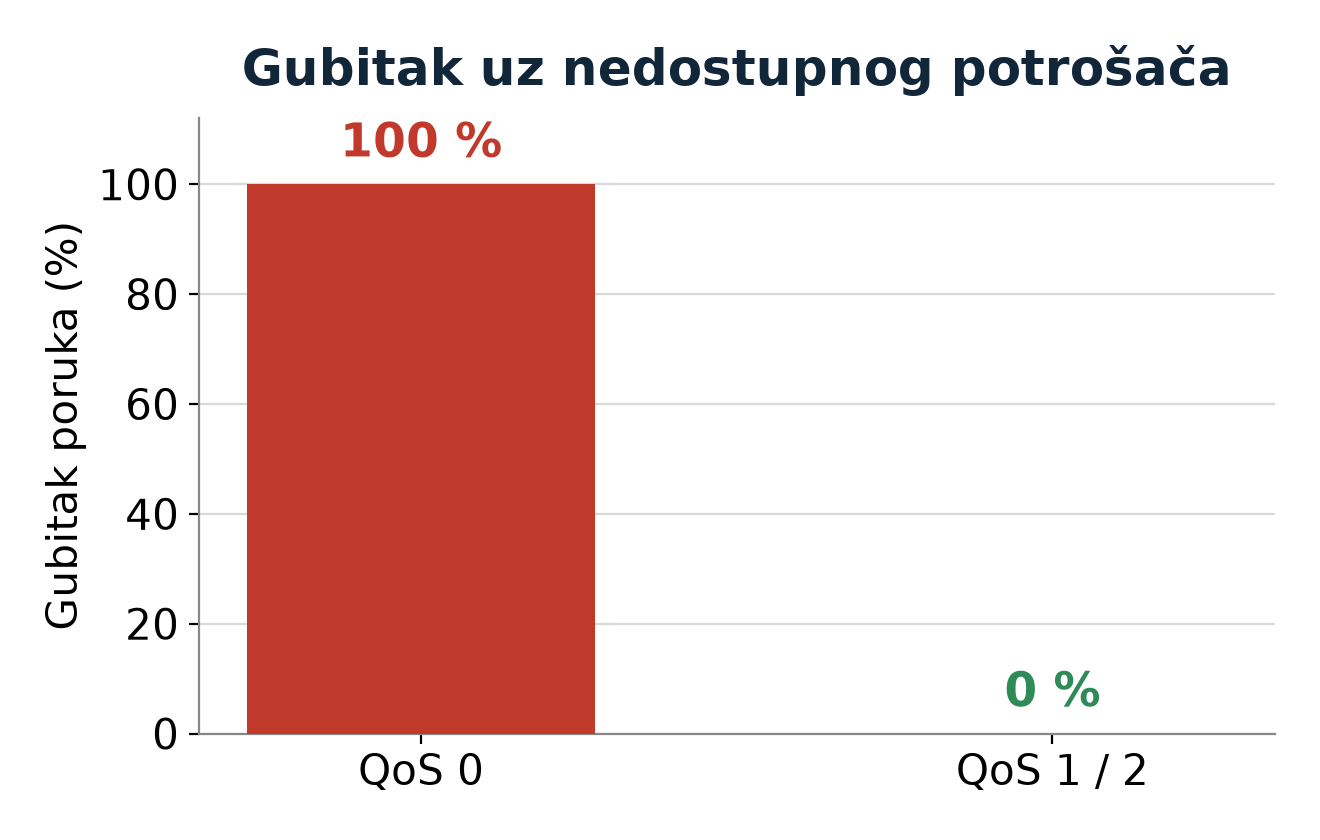 Gubitak uz nedostupnog potrošača
100 %
Gubitak poruka (%)
100
80
60
40
20
0
0 %
QoS 0
QoS 1 / 2